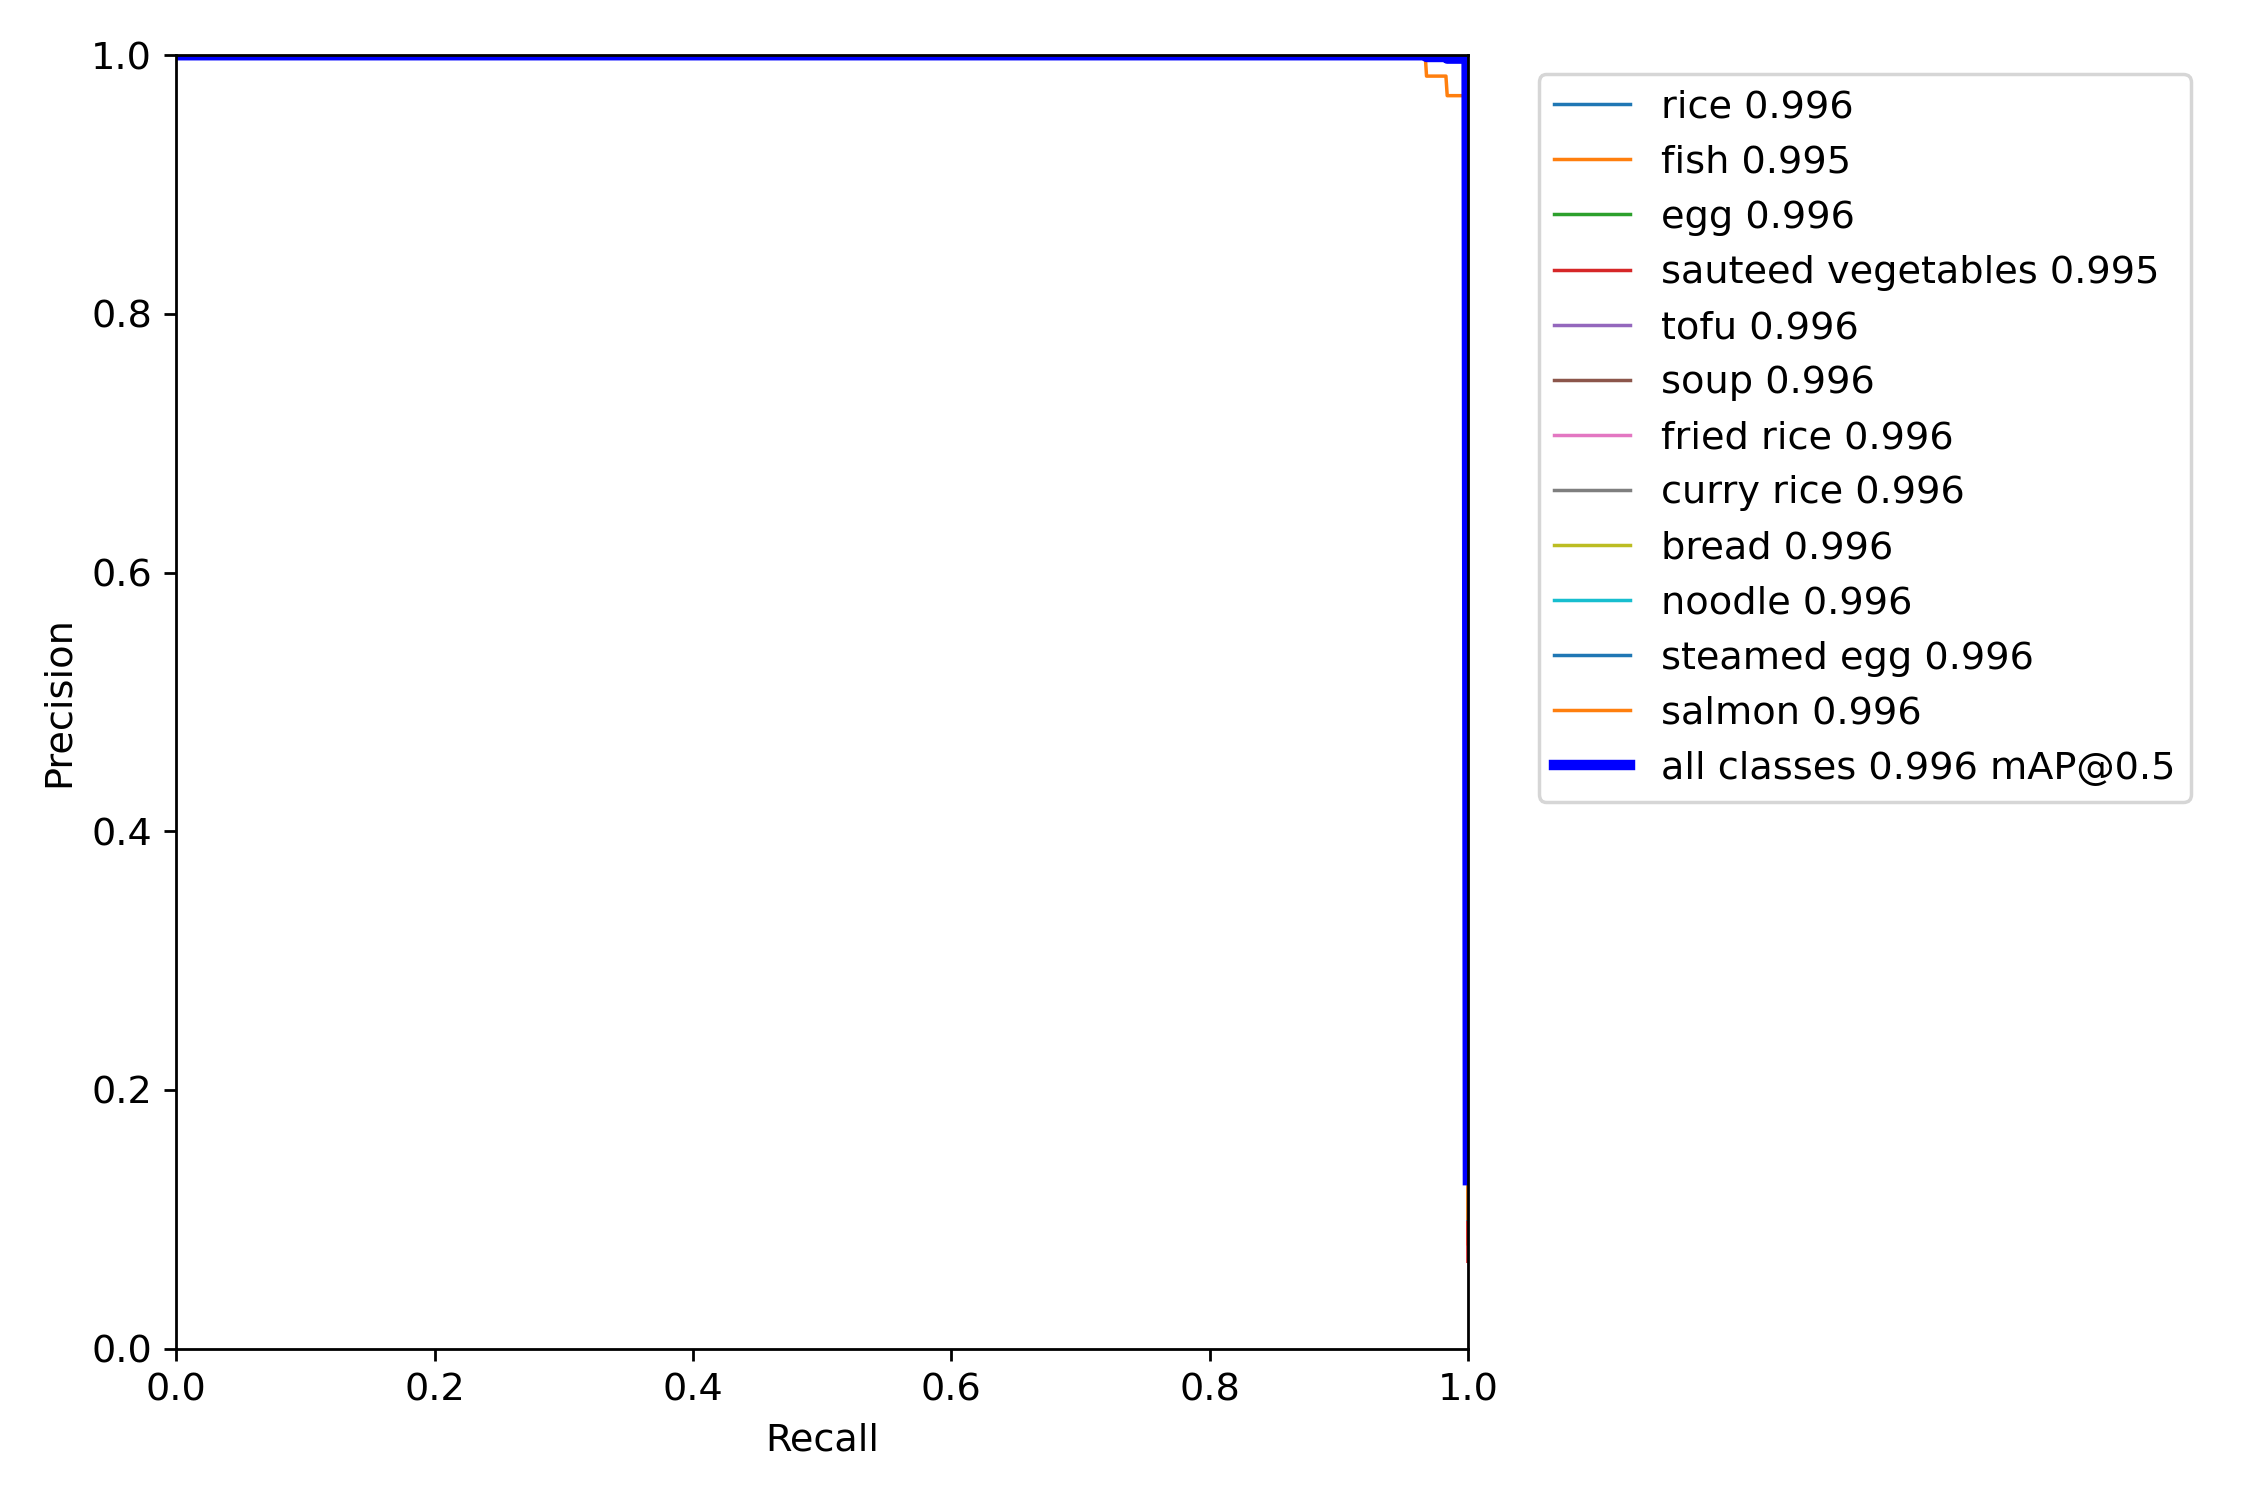 1.0
0.8
0.6
0.4
0.2
0.0
Precision
0.0 0.2 0.4 0.6 0.8 1.0
Recall
rice 0.996
fish 0.995
egg 0.996
sauteed vegetables 0.995
tofu 0.996
soup 0.996
fried rice 0.996
curry rice 0.996
bread 0.996
noodle 0.996
steamed egg 0.996
salmon 0.996
all classes 0.996 mAP@0.5